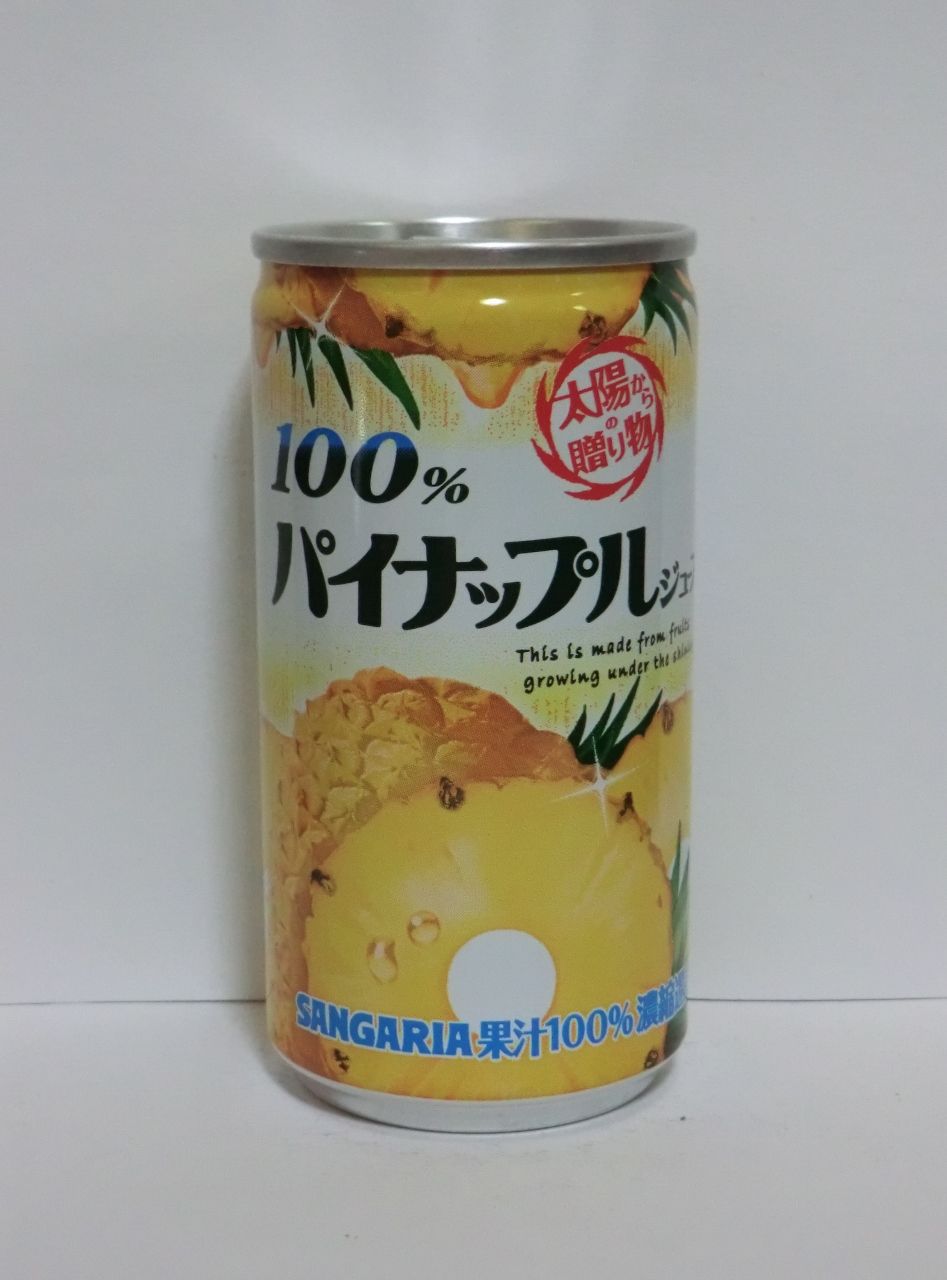 太陽から
の
贈り物
100%
パイナップルジュース
This is made from fruits
growing under the
SANGARIA 果汁100% 濃縮